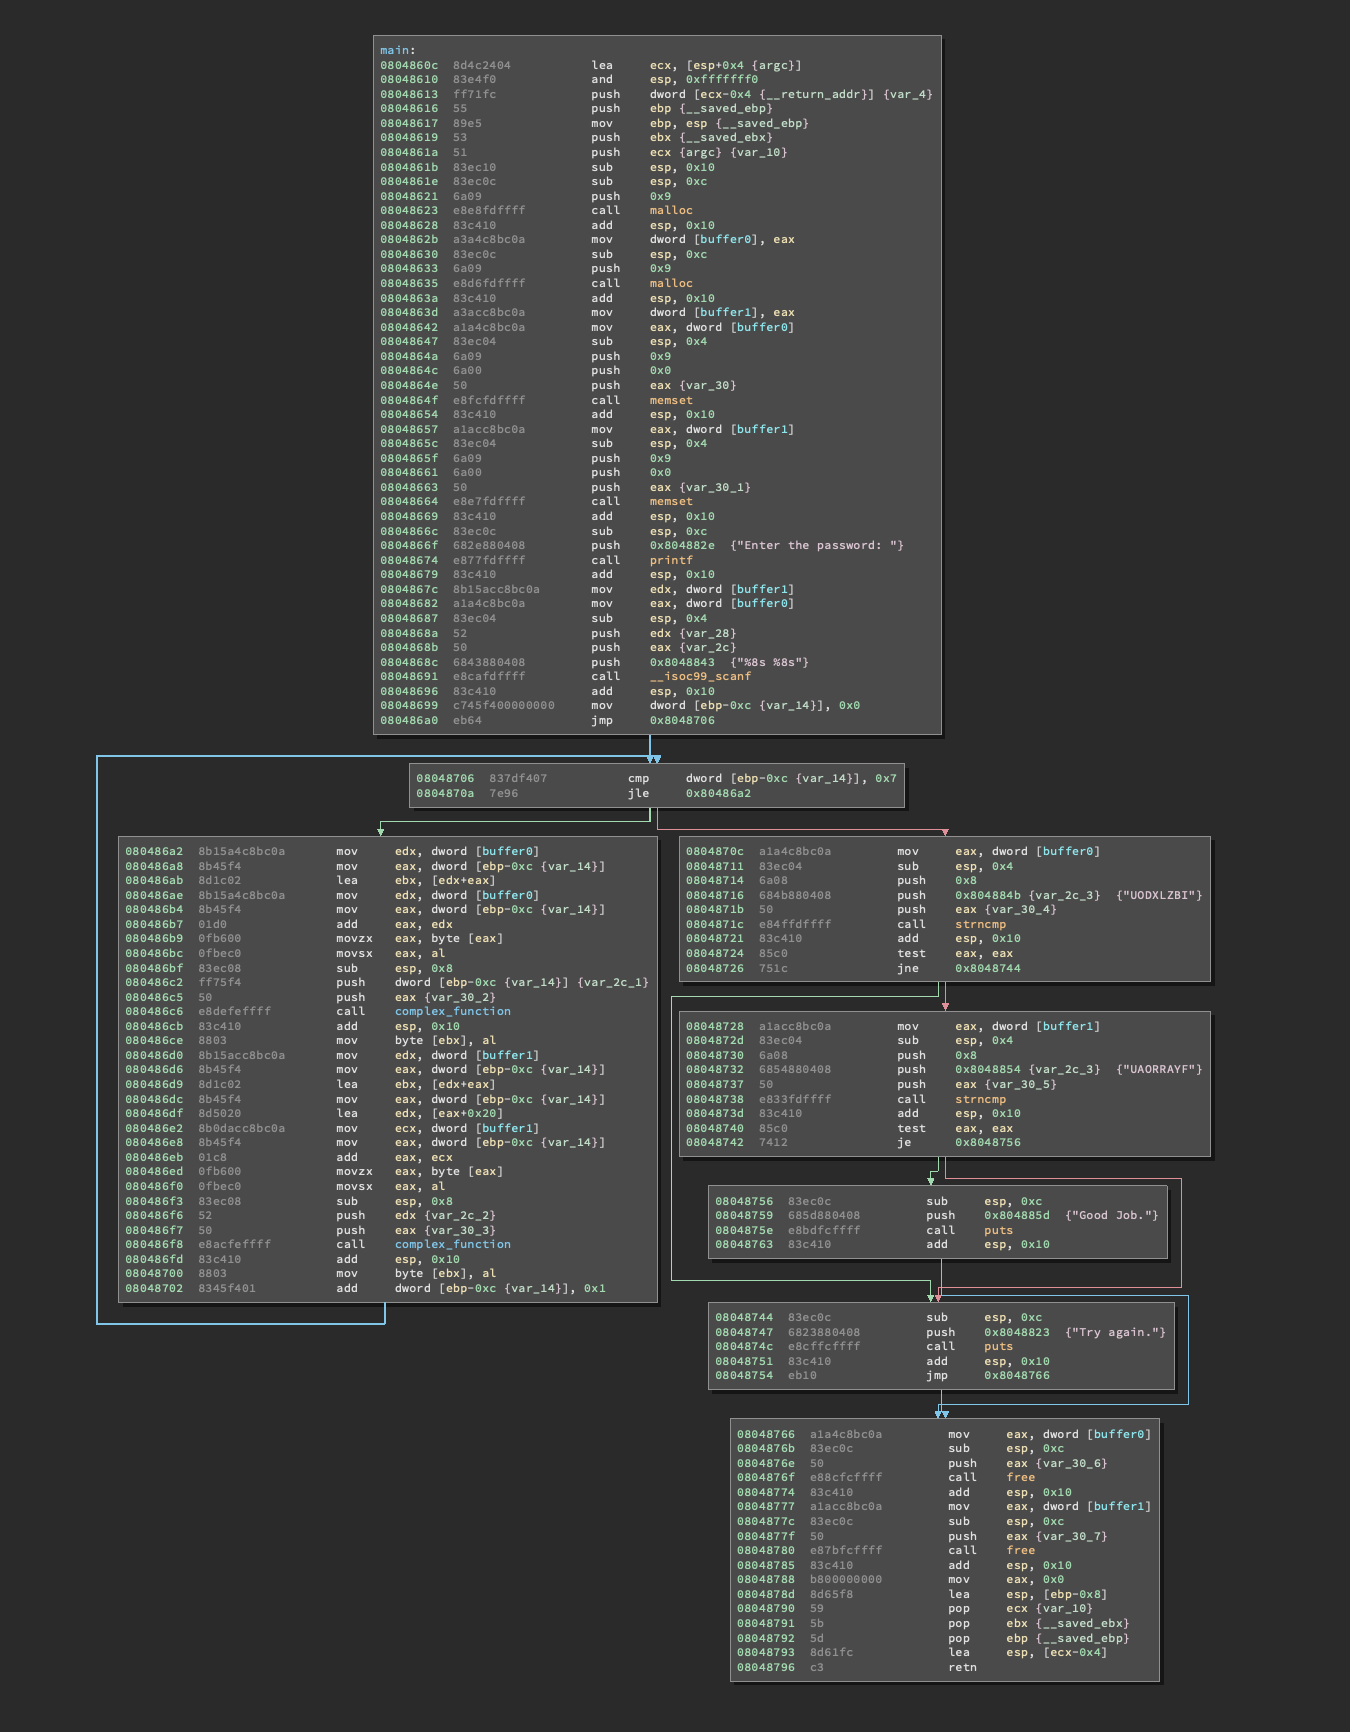 main:
0804860c 8d4c2404 lea ecx, [esp+0x4 {argc}]
08048610 83e4f0 and esp, 0xfffffff0
08048613 ff71fc push dword [ecx-0x4 {__return_addr}] {var_4}
08048616 55 push ebp {__saved_ebp}
08048617 89e5 mov ebp, esp {__saved_ebp}
08048619 53 push ebx {__saved_ebx}
0804861a 51 push ecx {argc} {var_10}
0804861b 83ec10 sub esp, 0x10
0804861e 83ec0c sub esp, 0xc
08048621 6a09 push 0x9
08048623 e8e8fdffff call malloc
08048628 83c410 add esp, 0x10
0804862b a3a4c8bc0a mov dword [buffer0], eax
08048630 83ec0c sub esp, 0xc
08048633 6a09 push 0x9
08048635 e8d6fdffff call malloc
0804863a 83c410 add esp, 0x10
0804863d a3acc8bc0a mov dword [buffer1], eax
08048642 a1a4c8bc0a mov eax, dword [buffer0]
08048647 83ec04 sub esp, 0x4
0804864a 6a09 push 0x9
0804864c 6a00 push 0x0
0804864e 50 push eax {var_30}
0804864f e8fcfdffff call memset
08048654 83c410 add esp, 0x10
08048657 a1acc8bc0a mov eax, dword [buffer1]
0804865c 83ec04 sub esp, 0x4
0804865f 6a09 push 0x9
08048661 6a00 push 0x0
08048663 50 push eax {var_30_1}
08048664 e8e7fdffff call memset
08048669 83c410 add esp, 0x10
0804866c 83ec0c sub esp, 0xc
0804866f 682e880408 push 0x804882e {"Enter the password: "}
08048674 e877fdffff call printf
08048679 83c410 add esp, 0x10
0804867c 8b15acc8bc0a mov edx, dword [buffer1]
08048682 a1a4c8bc0a mov eax, dword [buffer0]
08048687 83ec04 sub esp, 0x4
0804868a 52 push edx {var_28}
0804868b 50 push eax {var_2c}
0804868c 6843880408 push 0x8048843 {"%8s %8s"}
08048691 e8cafdffff call __isoc99_scanf
08048696 83c410 add esp, 0x10
08048699 c745f400000000 mov dword [ebp-0xc {var_14}], 0x0
080486a0 eb64 jmp 0x8048706
08048706 837df407 cmp dword [ebp-0xc {var_14}], 0x7
0804870a 7e96 jle 0x80486a2
080486a2 8b15a4c8bc0a mov edx, dword [buffer0]
080486a8 8b45f4 mov eax, dword [ebp-0xc {var_14}]
080486ab 8d1c02 lea ebx, [edx+eax]
080486ae 8b15a4c8bc0a mov edx, dword [buffer0]
080486b4 8b45f4 mov eax, dword [ebp-0xc {var_14}]
080486b7 01d0 add eax, edx
080486b9 0fb600 movzx eax, byte [eax]
080486bc 0fbec0 movsx eax, al
080486bf 83ec08 sub esp, 0x8
080486c2 ff75f4 push dword [ebp-0xc {var_14}] {var_2c_1}
080486c5 50 push eax {var_30_2}
080486c6 e8defeffff call complex_function
080486cb 83c410 add esp, 0x10
080486ce 8803 mov byte [ebx], al
080486d0 8b15acc8bc0a mov edx, dword [buffer1]
080486d6 8b45f4 mov eax, dword [ebp-0xc {var_14}]
080486d9 8d1c02 lea ebx, [edx+eax]
080486dc 8b45f4 mov eax, dword [ebp-0xc {var_14}]
080486df 8d5020 lea edx, [eax+0x20]
080486e2 8b0dacc8bc0a mov ecx, dword [buffer1]
080486e8 8b45f4 mov eax, dword [ebp-0xc {var_14}]
080486eb 01c8 add eax, ecx
080486ed 0fb600 movzx eax, byte [eax]
080486f0 0fbec0 movsx eax, al
080486f3 83ec08 sub esp, 0x8
080486f6 52 push edx {var_2c_2}
080486f7 50 push eax {var_30_3}
080486f8 e8acfeffff call complex_function
080486fd 83c410 add esp, 0x10
08048700 8803 mov byte [ebx], al
08048702 8345f401 add dword [ebp-0xc {var_14}], 0x1
0804870c a1a4c8bc0a mov eax, dword [buffer0]
08048711 83ec04 sub esp, 0x4
08048714 6a08 push 0x8
08048716 684b880408 push 0x804884b {var_2c_3} {"UODXLZBI"}
0804871b 50 push eax {var_30_4}
0804871c e84ffdffff call strncmp
08048721 83c410 add esp, 0x10
08048724 85c0 test eax, eax
08048726 751c jne 0x8048744
08048728 a1acc8bc0a mov eax, dword [buffer1]
0804872d 83ec04 sub esp, 0x4
08048730 6a08 push 0x8
08048732 6854880408 push 0x8048854 {var_2c_3} {"UAORRAYF"}
08048737 50 push eax {var_30_5}
08048738 e833fdffff call strncmp
0804873d 83c410 add esp, 0x10
08048740 85c0 test eax, eax
08048742 7412 je 0x8048756
08048756 83ec0c sub esp, 0xc
08048759 685d880408 push 0x804885d {"Good Job."}
0804875e e8bdfcffff call puts
08048763 83c410 add esp, 0x10
08048744 83ec0c sub esp, 0xc
08048747 6823880408 push 0x8048823 {"Try again."}
0804874c e8cffcffff call puts
08048751 83c410 add esp, 0x10
08048754 eb10 jmp 0x8048766
08048766 a1a4c8bc0a mov eax, dword [buffer0]
0804876b 83ec0c sub esp, 0xc
0804876e 50 push eax {var_30_6}
0804876f e88cfcffff call free
08048774 83c410 add esp, 0x10
08048777 a1acc8bc0a mov eax, dword [buffer1]
0804877c 83ec0c sub esp, 0xc
0804877f 50 push eax {var_30_7}
08048780 e87bfcffff call free
08048785 83c410 add esp, 0x10
08048788 b800000000 mov eax, 0x0
0804878d 8d65f8 lea esp, [ebp-0x8]
08048790 59 pop ecx {var_10}
08048791 5b pop ebx {__saved_ebx}
08048792 5d pop ebp {__saved_ebp}
08048793 8d61fc lea esp, [ecx-0x4]
08048796 c3 retn